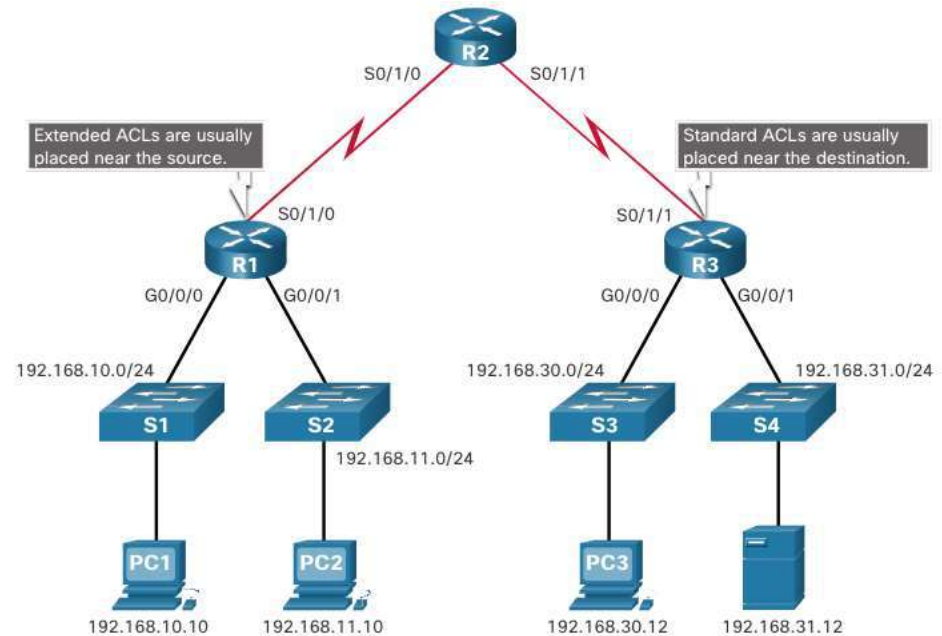 R2
S0/1/0
S0/1/1
Extended ACLs are usually
placed near the source.
Standard ACLs are usually
placed near the destination.
S0/1/0
S0/1/1
R1
R3
G0/0/0
G0/0/1
G0/0/0
G0/0/1
192.168.10.0/24
192.168.30.0/24
192.168.31.0/24
S1
S2
S3
S4
192.168.11.0/24
PC1
PC2
PC3
192.168.10.10
192.168.11.10
192.168.30.12
192.168.31.12